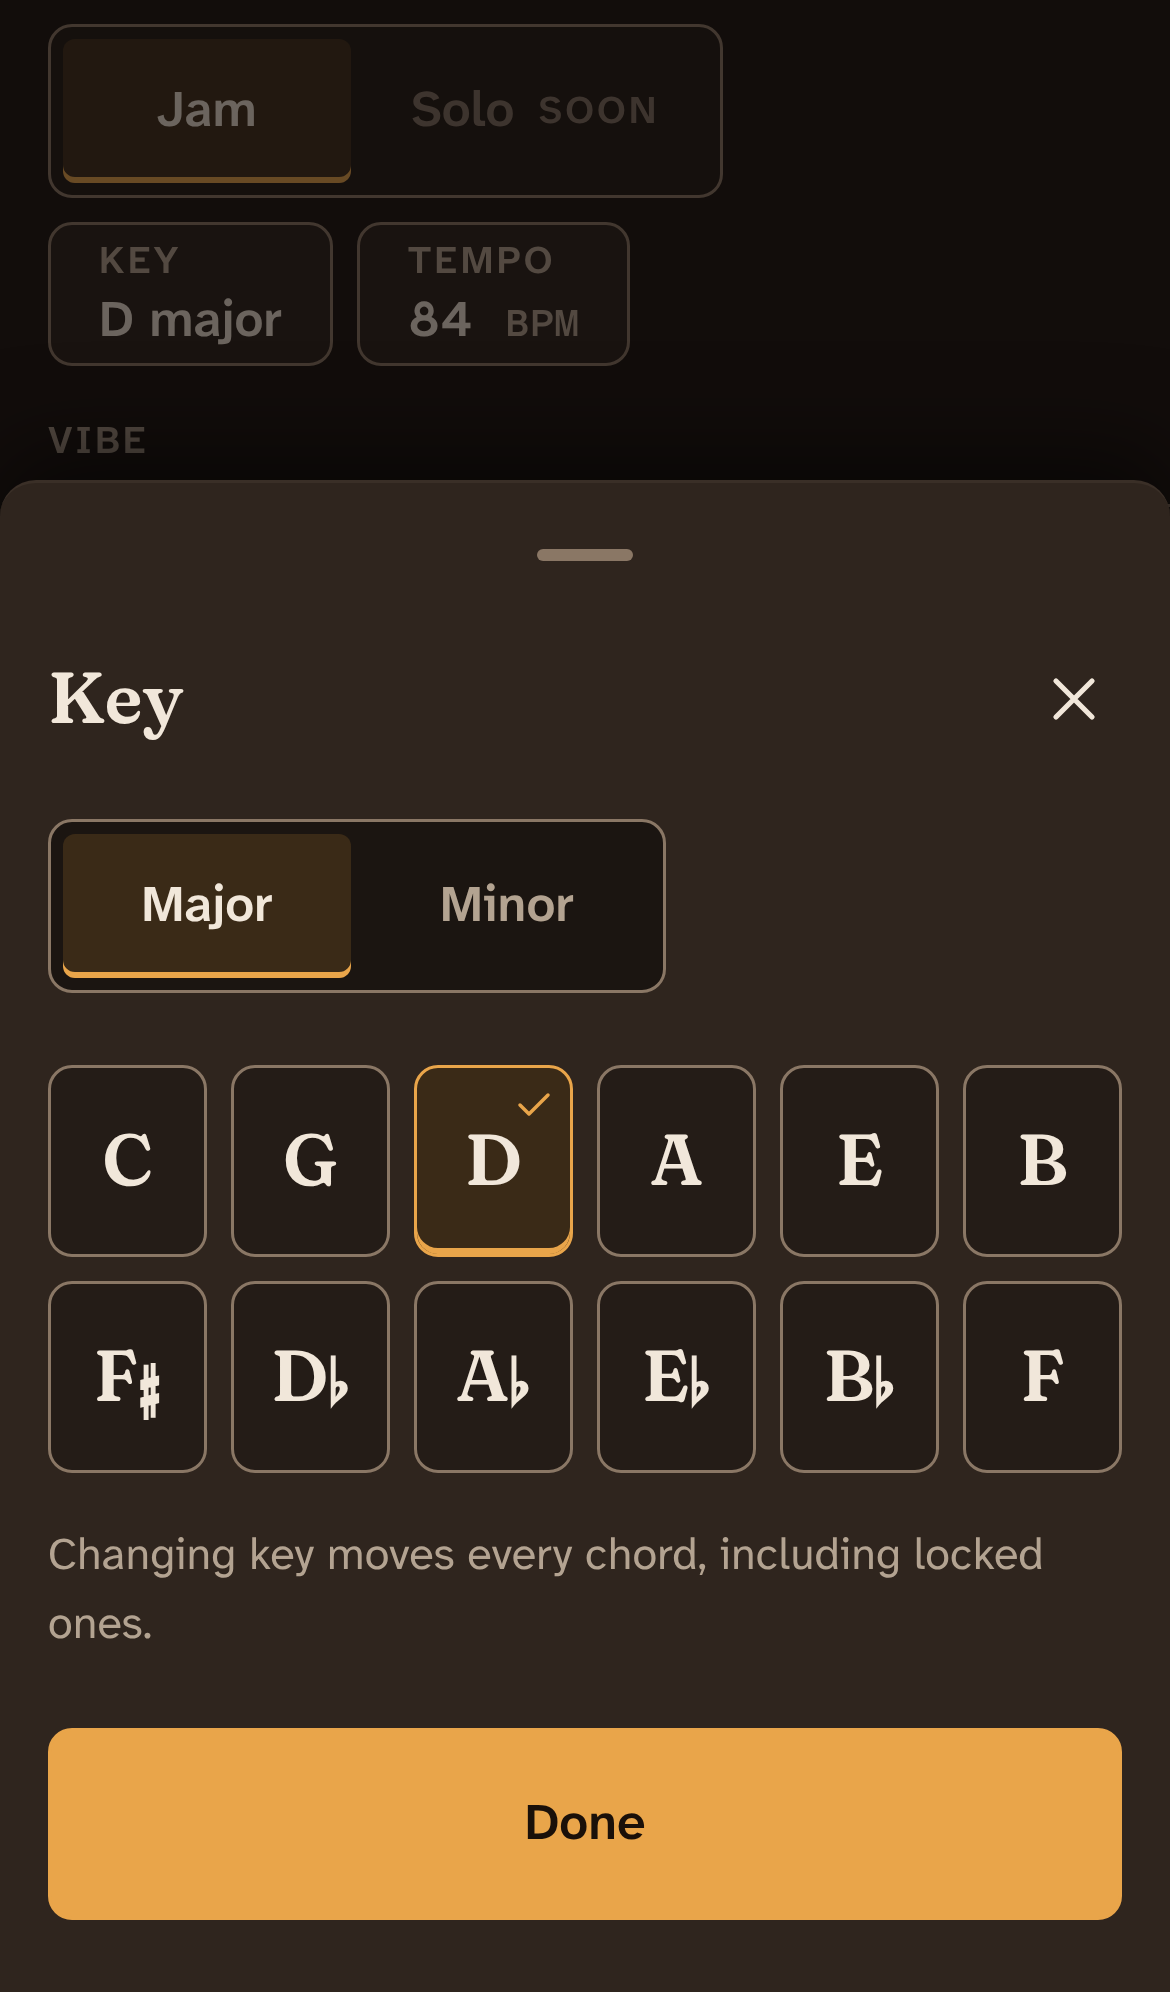 Jam
Solo SOON
KEY
D major
TEMPO
84 BPM
VIBE
Key
Major
Minor
C G D A E B
F♯ D♭ A♭ E♭ B♭ F
Changing key moves every chord, including locked
ones.
Done